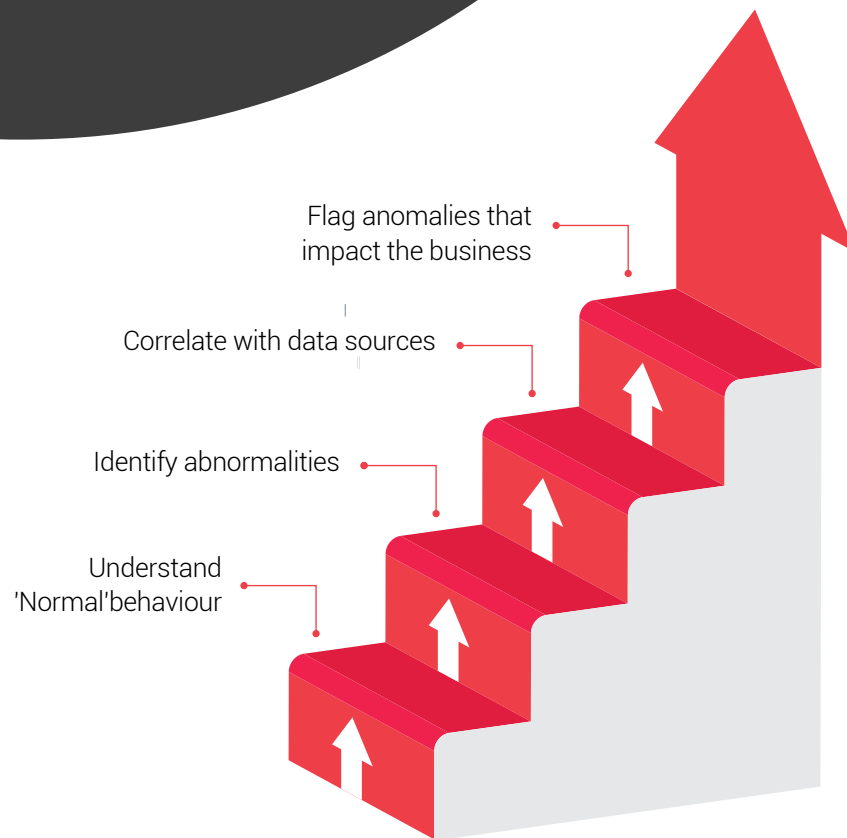 Flag anomalies that
impact the business
Correlate with data sources
Identify abnormalities
Understand
'Normal'behaviour